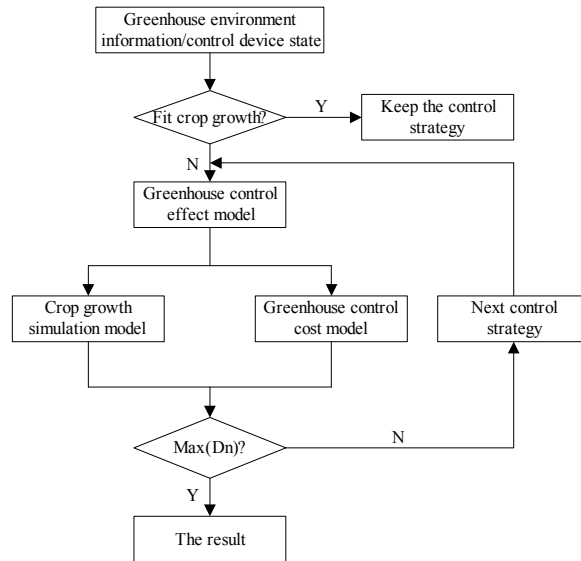 Greenhouse environment
information/control device state
Fit crop growth?
Y
Keep the control
strategy
N
Greenhouse control
effect model
Crop growth
simulation model
Greenhouse control
cost model
Next control
strategy
Max(Dn)?
N
Y
The result